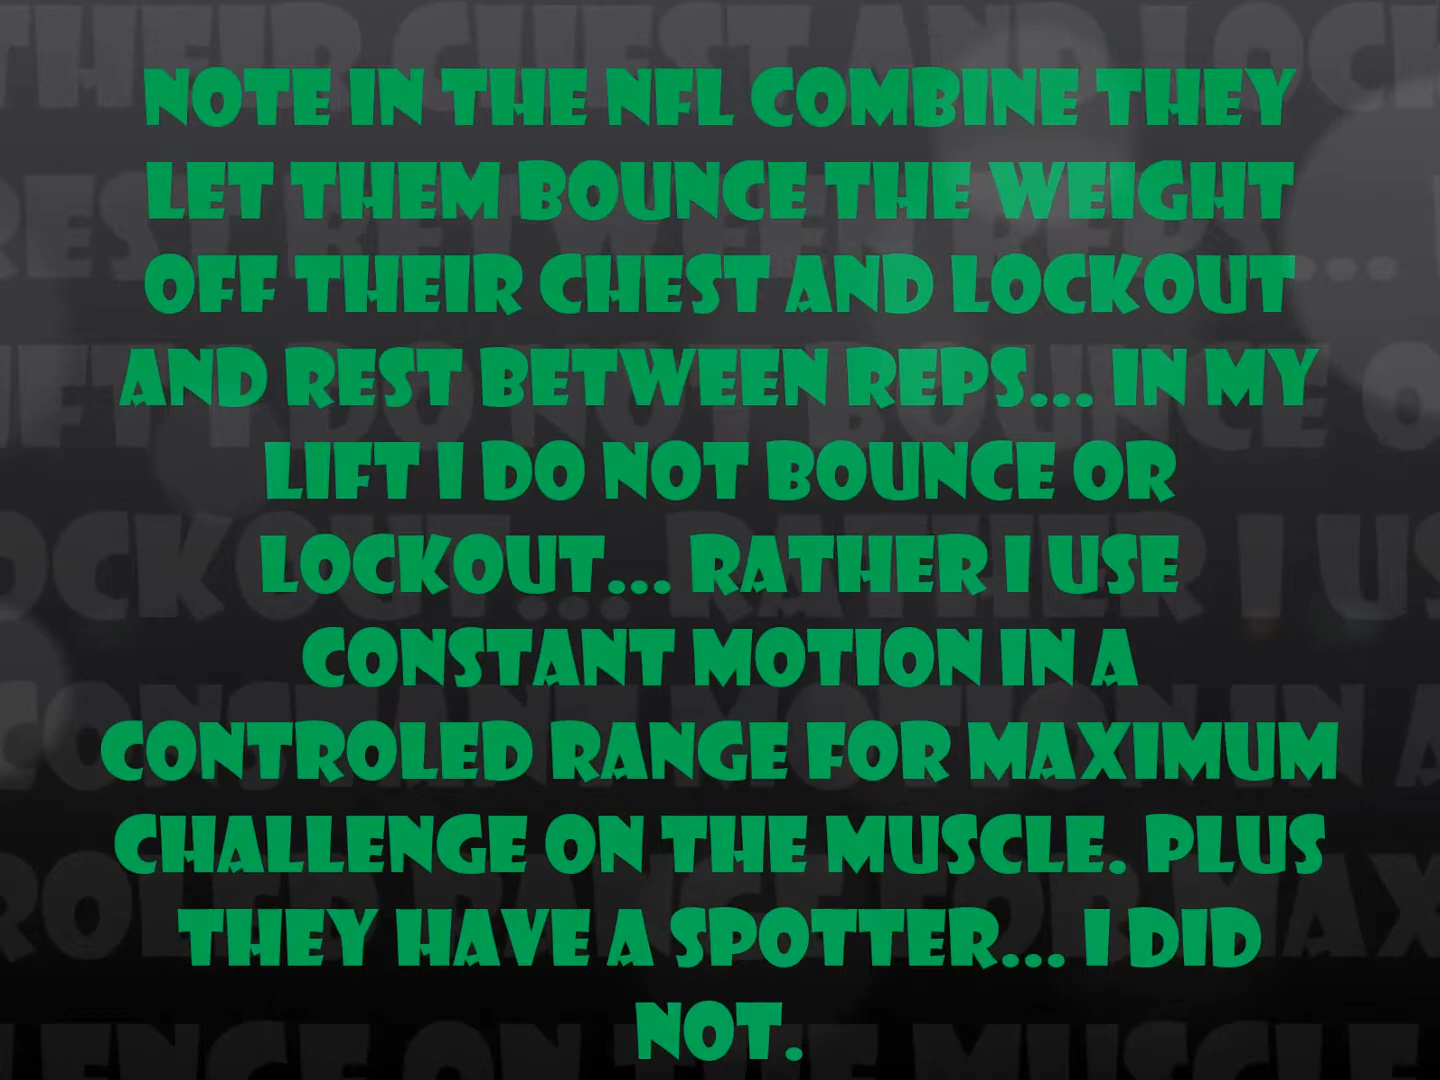 NOTE IN THE NFL COMBINE THEY
LET THEM BOUNCE THE WEIGHT
OFF THEIR CHEST AND LOCKOUT
AND REST BETWEEN REPS... IN MY
LIFT I DO NOT BOUNCE OR
LOCKOUT... RATHER I USE
CONSTANT MOTION IN A
CONTROLED RANGE FOR MAXIMUM
CHALLENGE ON THE MUSCLE. PLUS
THEY HAVE A SPOTTER... I DID
NOT.